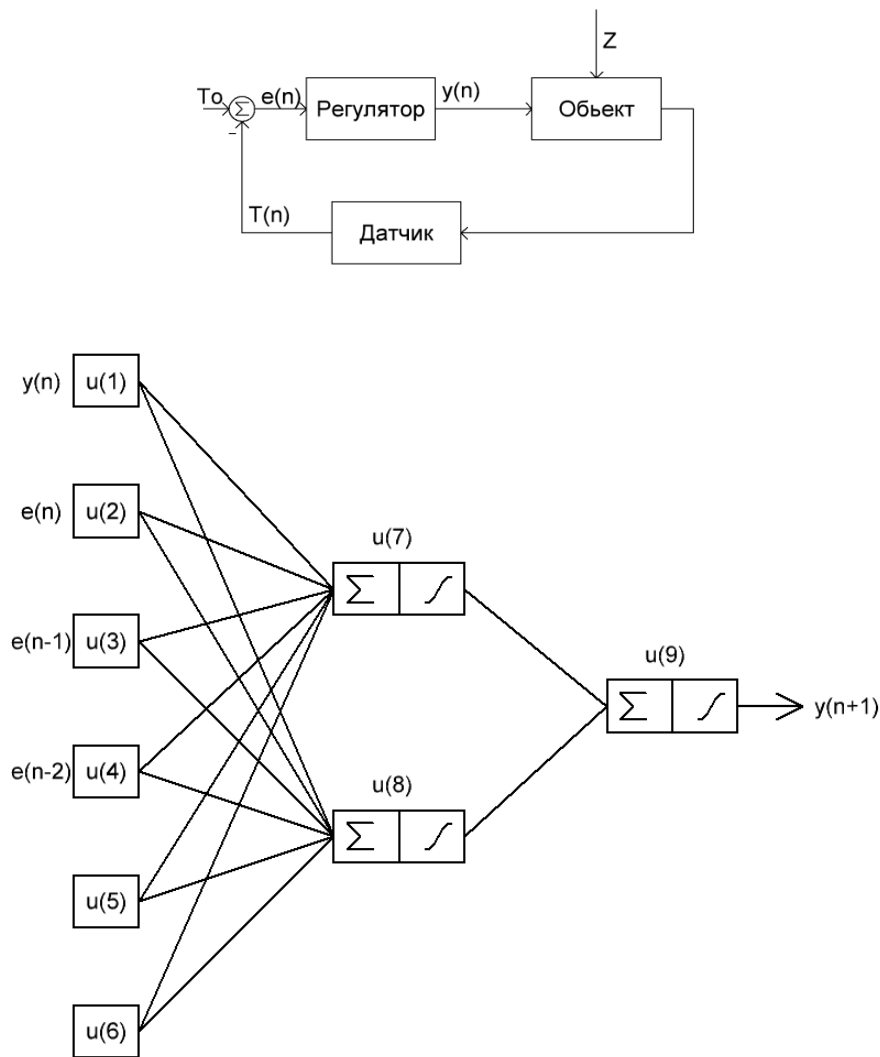 Z
To
Σ
e(n)
Регулятор
y(n)
Обьект
–
T(n)
Датчик
y(n)
u(1)
e(n)
u(2)
u(7)
Σ
e(n-1)
u(3)
u(9)
Σ
y(n+1)
e(n-2)
u(4)
u(8)
Σ
u(5)
u(6)